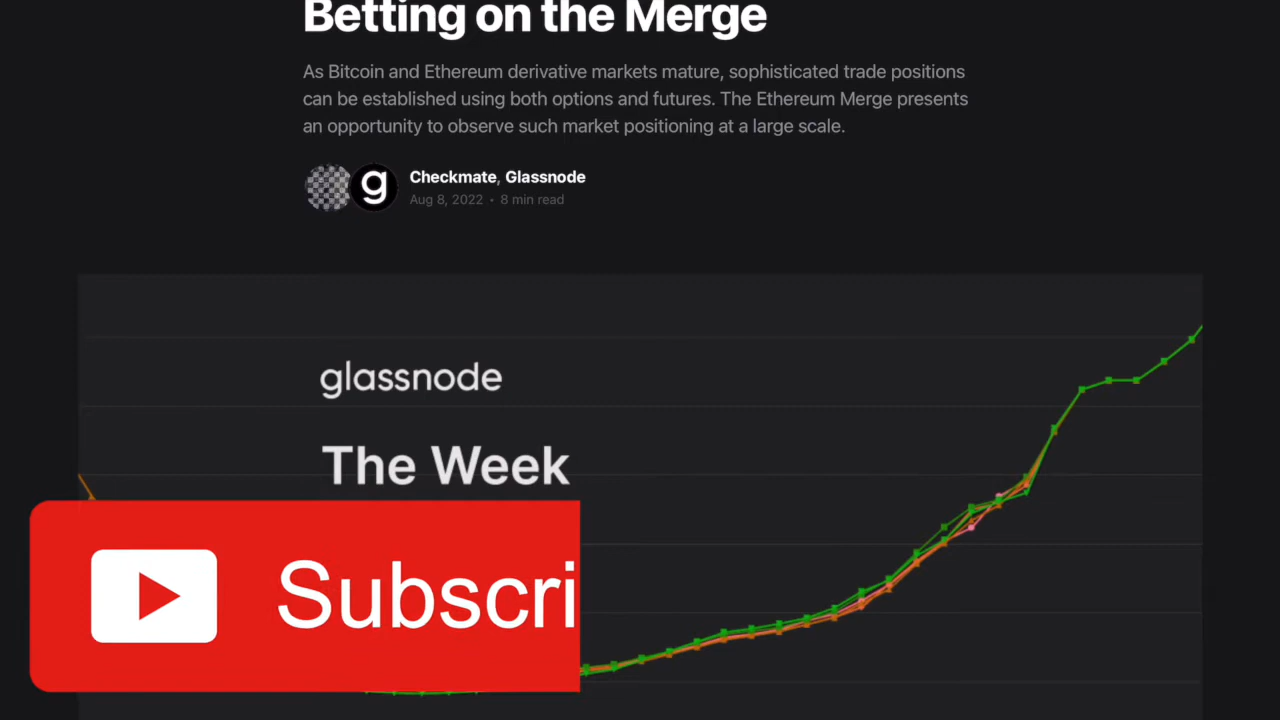 Betting on the Merge
As Bitcoin and Ethereum derivative markets mature, sophisticated trade positions
can be established using both options and futures. The Ethereum Merge presents
an opportunity to observe such market positioning at a large scale.
g
Checkmate, Glassnode
Aug 8, 2022 • 8 min read
glassnode
The Week
Subscri